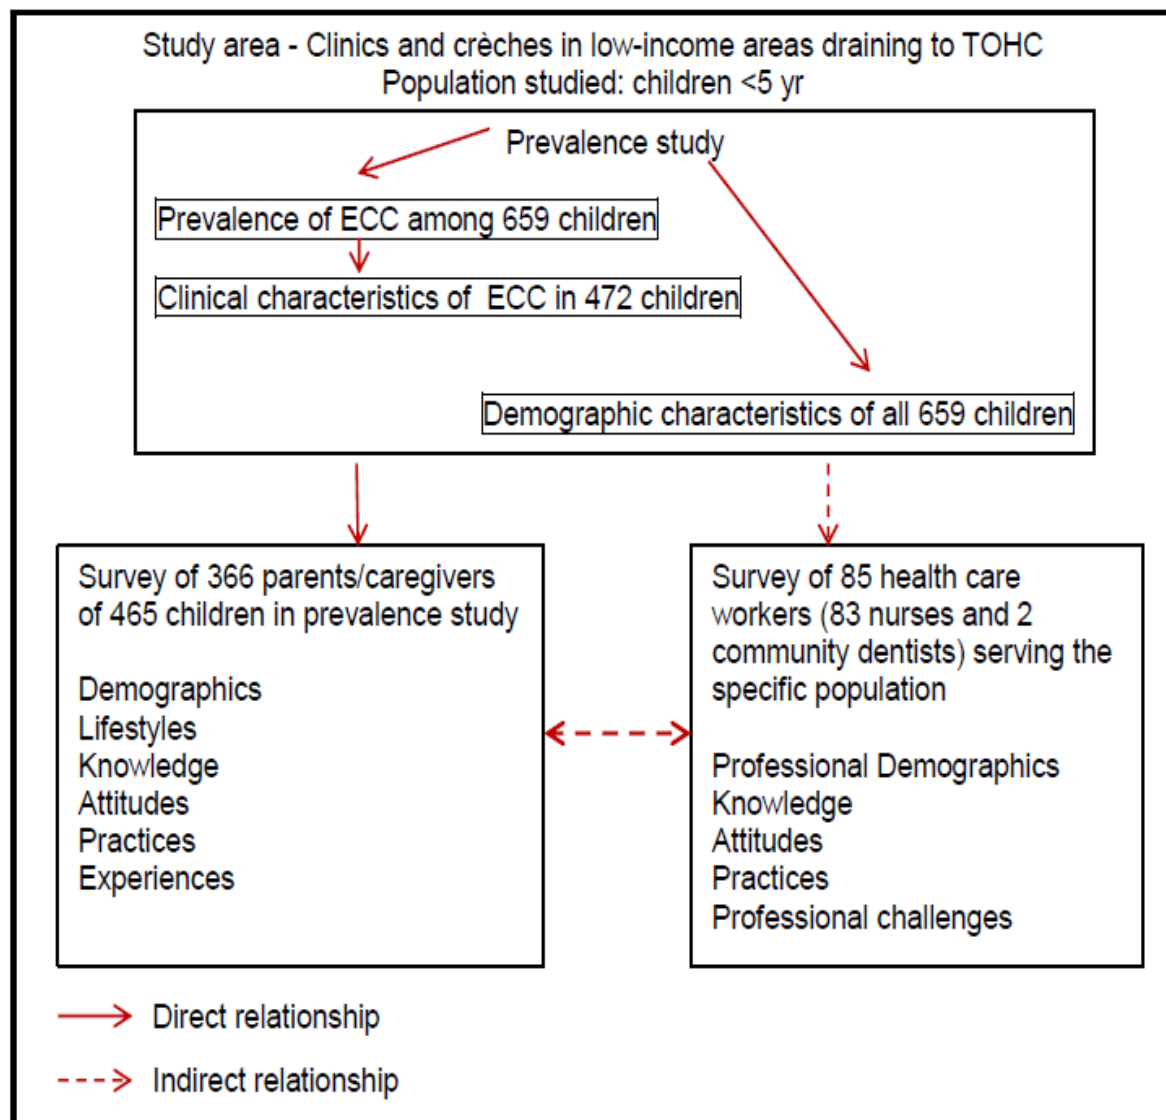 Study area - Clinics and crèches in low-income areas draining to TOHC
Population studied: children <5 yr
Prevalence study
Prevalence of ECC among 659 children
Clinical characteristics of ECC in 472 children
Demographic characteristics of all 659 children
Survey of 366 parents/caregivers
of 465 children in prevalence study
Demographics
Lifestyles
Knowledge
Attitudes
Practices
Experiences
Survey of 85 health care
workers (83 nurses and 2
community dentists) serving the
specific population
Professional Demographics
Knowledge
Attitudes
Practices
Professional challenges
Direct relationship
Indirect relationship